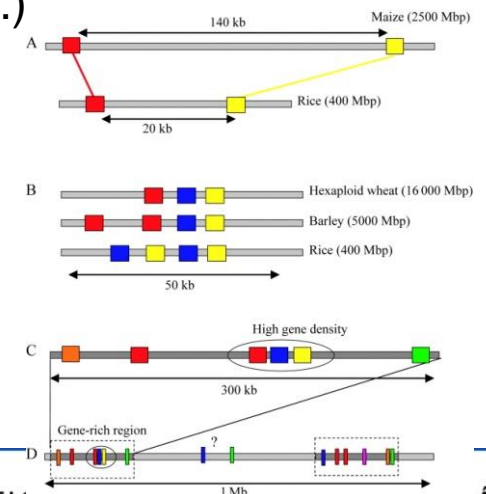 .)
140 kb
Maize (2500 Mbp)
A
Rice (400 Mbp)
20 kb
B
Hexaploid wheat (16 000 Mbp)
Barley (5000 Mbp)
Rice (400 Mbp)
50 kb
High gene density
C
300 kb
Gene-rich region
?
D
1 Mb